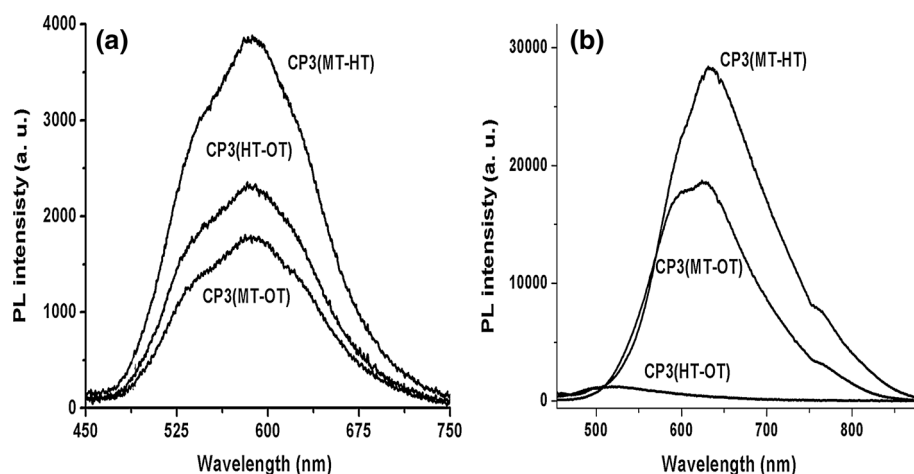 (a)
CP3(MT-HT)
CP3(HT-OT)
CP3(MT-OT)
PL intensisty (a. u.)
4000
3000
2000
1000
0
450
525
600
675
750
Wavelength (nm)
(b)
CP3(MT-HT)
CP3(MT-OT)
CP3(HT-OT)
PL intensisty (a. u.)
30000
20000
10000
0
500
600
700
800
Wavelength (nm)